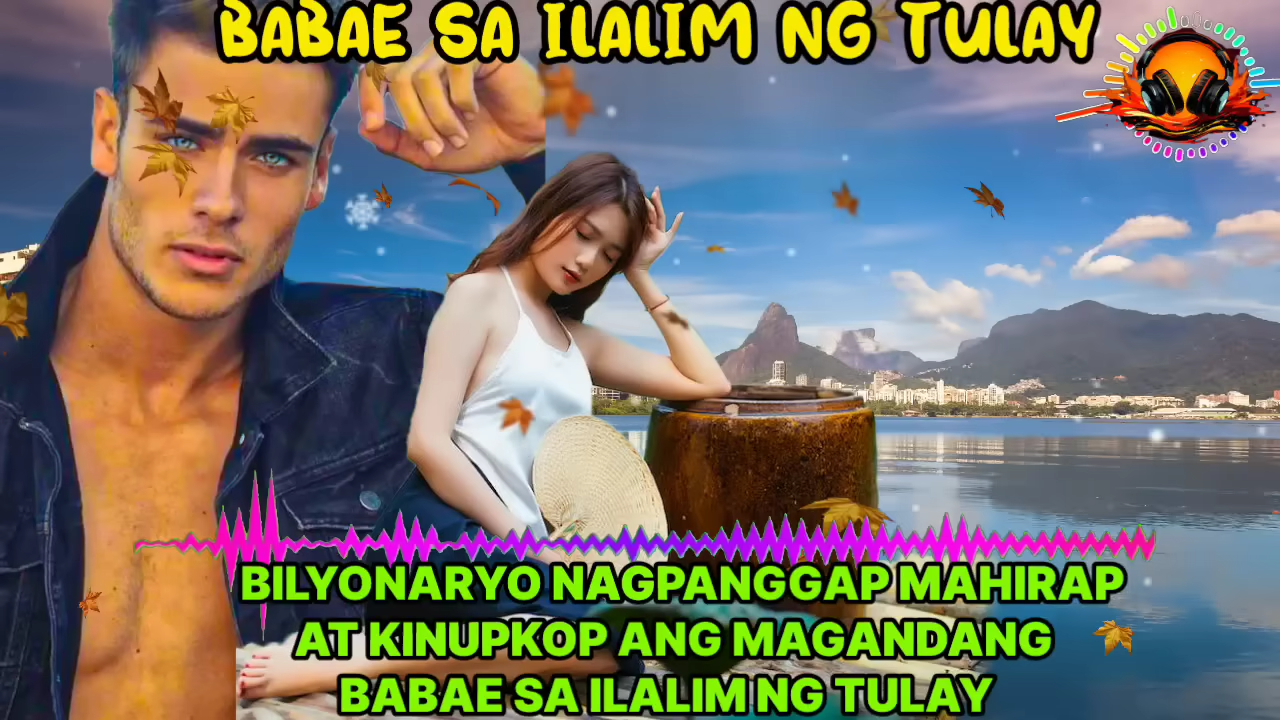 BABAE SA ILALIM NG TULAY
BILYONARYO NAGPANGGAP MAHIRAP
AT KINUPKOP ANG MAGANDANG
BABAE SA ILALIM NG TULAY